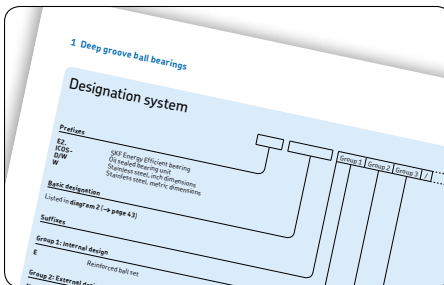 1 Deep groove ball bearings
Designation system
Group 1 Group 2 Group 3 /
Prefixes
E2. SKF Energy Efficient bearing
ICOS- Oil sealed bearing unit
D/W Stainless steel, inch dimensions
W Stainless steel, metric dimensions
Basic designation
Listed in diagram 2 (→ page 43)
Suffixes
Group 1: Internal design
E Reinforced ball set
Group 2: External